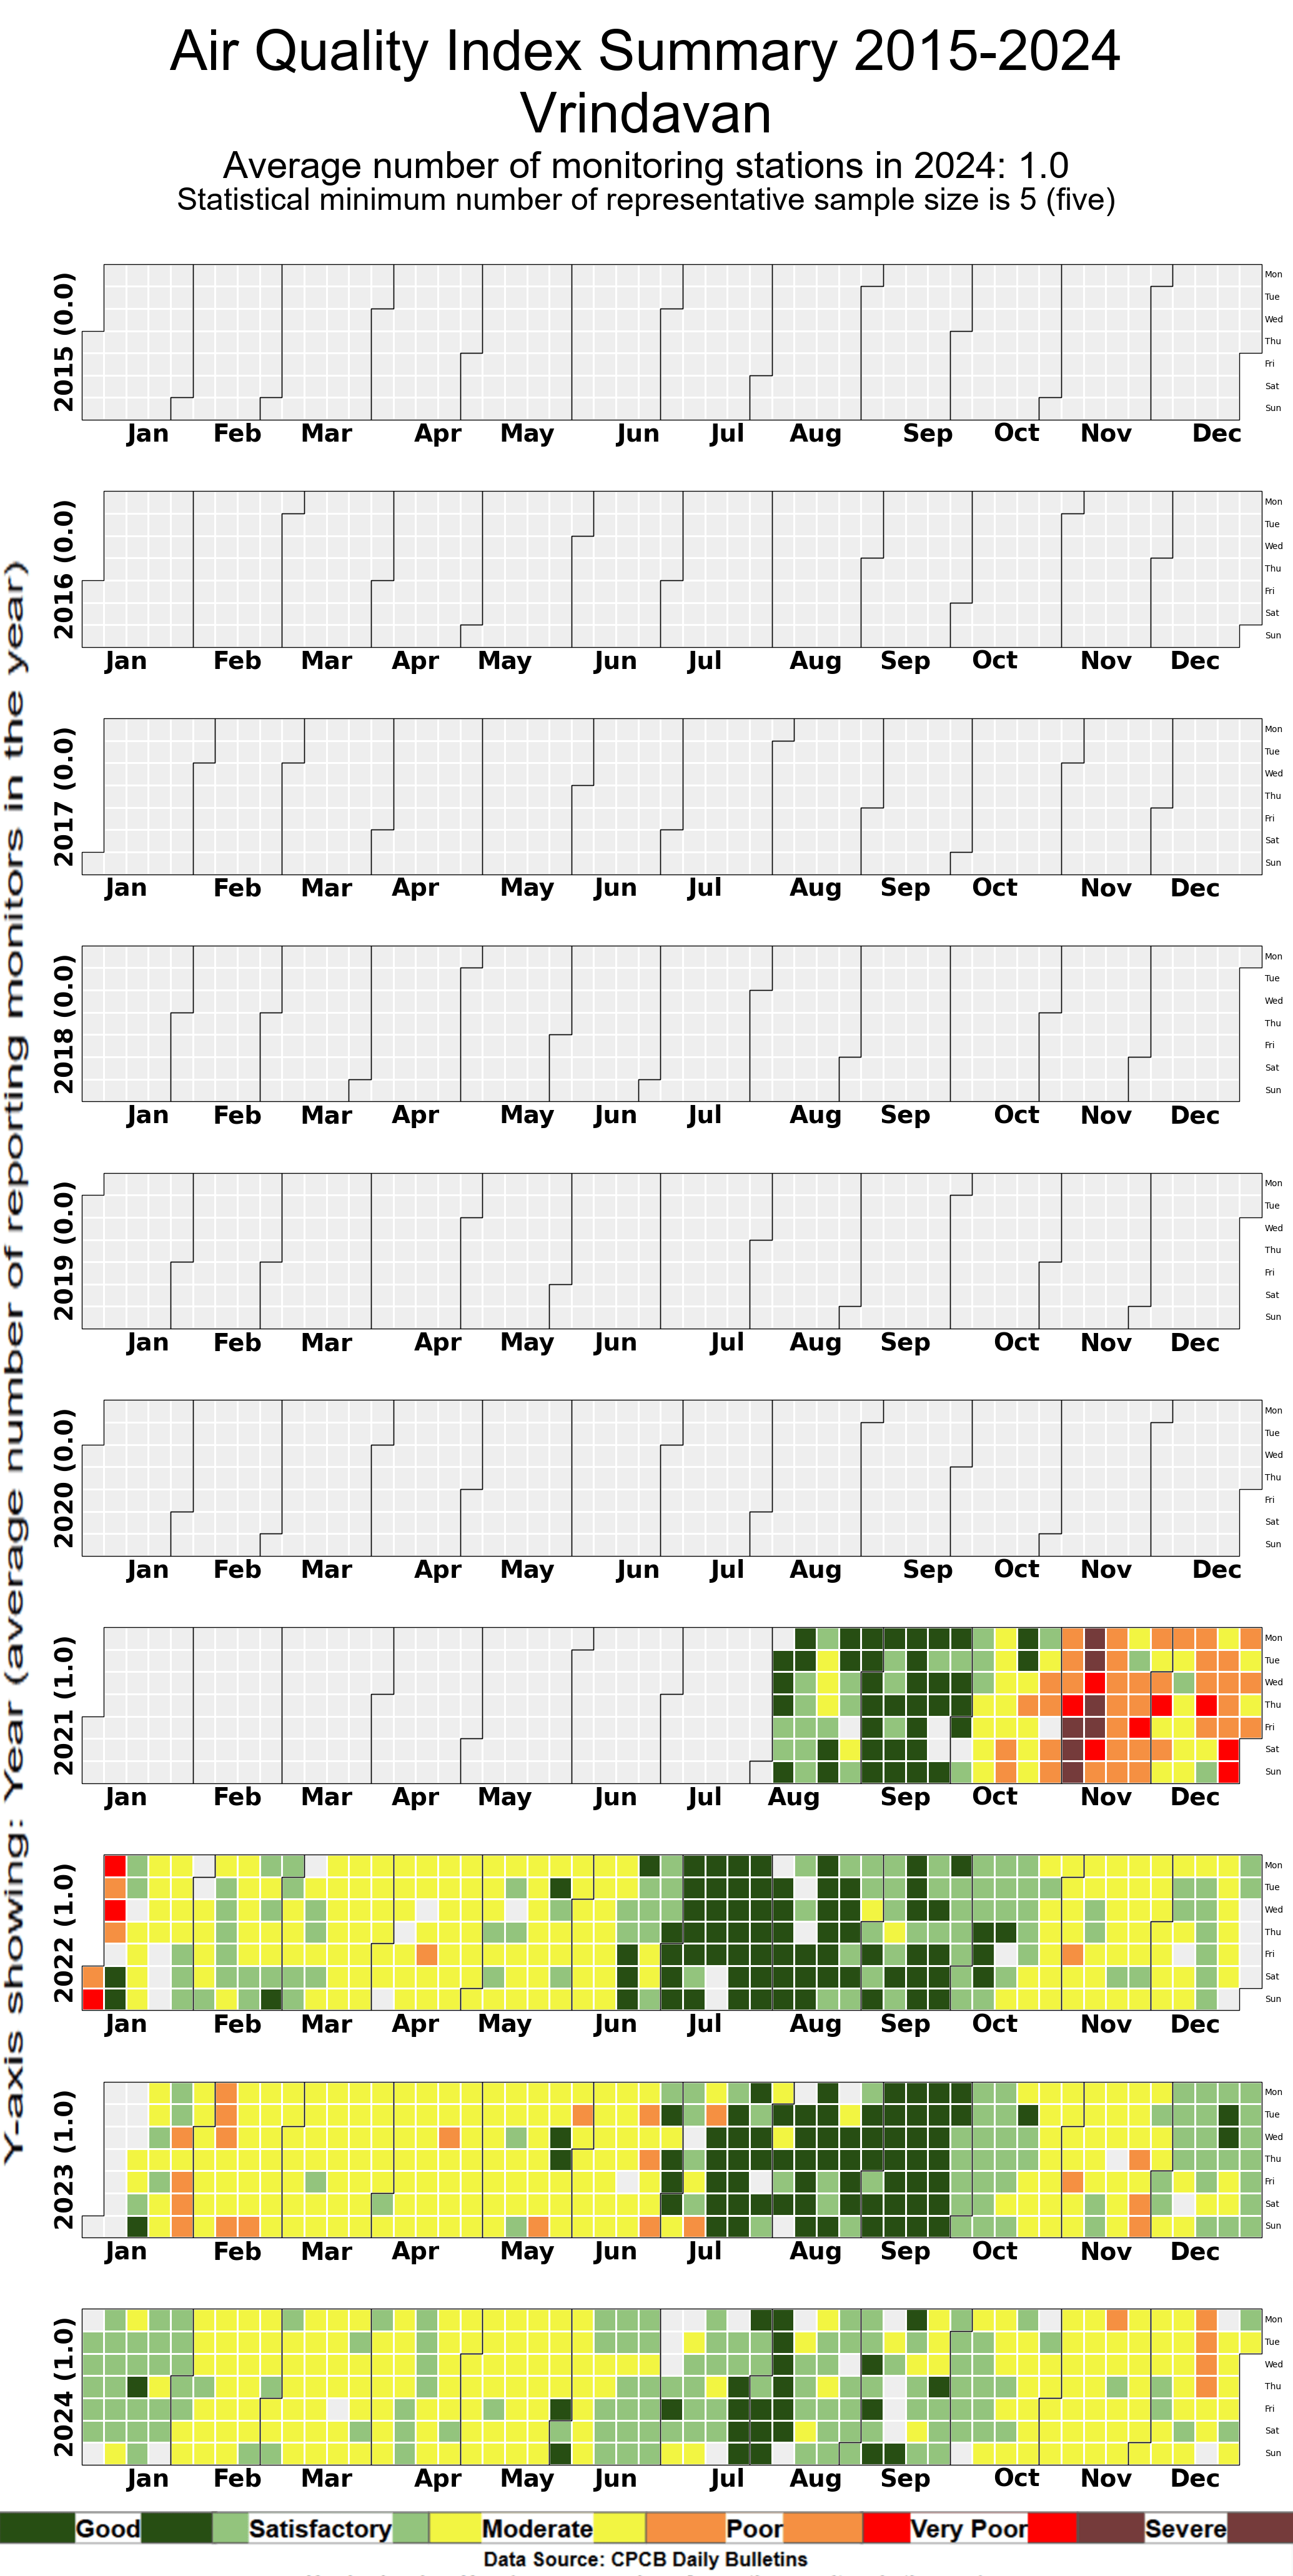 Air Quality Index Summary 2015-2024
Vrindavan
Average number of monitoring stations in 2024: 1.0
Statistical minimum number of representative sample size is 5 (five)
Y-axis showing: Year (average number of reporting monitors in the year)
2015 (0.0)
Mon
Tue
Wed
Thu
Fri
Sat
Sun
Jan Feb Mar Apr May Jun Jul Aug Sep Oct Nov Dec
2016 (0.0)
Mon
Tue
Wed
Thu
Fri
Sat
Sun
Jan Feb Mar Apr May Jun Jul Aug Sep Oct Nov Dec
2017 (0.0)
Mon
Tue
Wed
Thu
Fri
Sat
Sun
Jan Feb Mar Apr May Jun Jul Aug Sep Oct Nov Dec
2018 (0.0)
Mon
Tue
Wed
Thu
Fri
Sat
Sun
Jan Feb Mar Apr May Jun Jul Aug Sep Oct Nov Dec
2019 (0.0)
Mon
Tue
Wed
Thu
Fri
Sat
Sun
Jan Feb Mar Apr May Jun Jul Aug Sep Oct Nov Dec
2020 (0.0)
Mon
Tue
Wed
Thu
Fri
Sat
Sun
Jan Feb Mar Apr May Jun Jul Aug Sep Oct Nov Dec
2021 (1.0)
Mon
Tue
Wed
Thu
Fri
Sat
Sun
Jan Feb Mar Apr May Jun Jul Aug Sep Oct Nov Dec
2022 (1.0)
Mon
Tue
Wed
Thu
Fri
Sat
Sun
Jan Feb Mar Apr May Jun Jul Aug Sep Oct Nov Dec
2023 (1.0)
Mon
Tue
Wed
Thu
Fri
Sat
Sun
Jan Feb Mar Apr May Jun Jul Aug Sep Oct Nov Dec
2024 (1.0)
Mon
Tue
Wed
Thu
Fri
Sat
Sun
Jan Feb Mar Apr May Jun Jul Aug Sep Oct Nov Dec
Good Satisfactory Moderate Poor Very Poor Severe
Data Source: CPCB Daily Bulletins